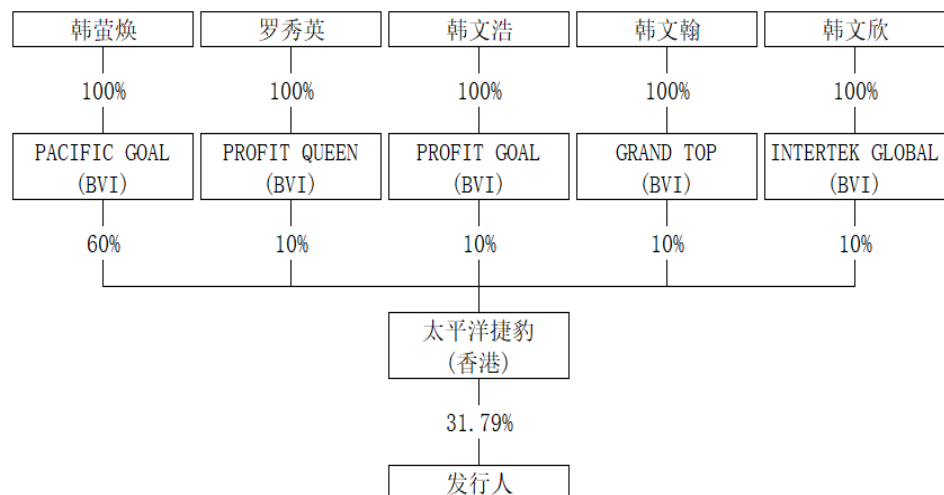 韩萤焕 罗秀英 韩文浩 韩文翰 韩文欣
100% 100% 100% 100% 100%
PACIFIC GOAL PROFIT QUEEN PROFIT GOAL GRAND TOP INTERTEK GLOBAL
(BVI) (BVI) (BVI) (BVI) (BVI)
60% 10% 10% 10% 10%
太平洋捷豹
(香港)
31.79%
发行人